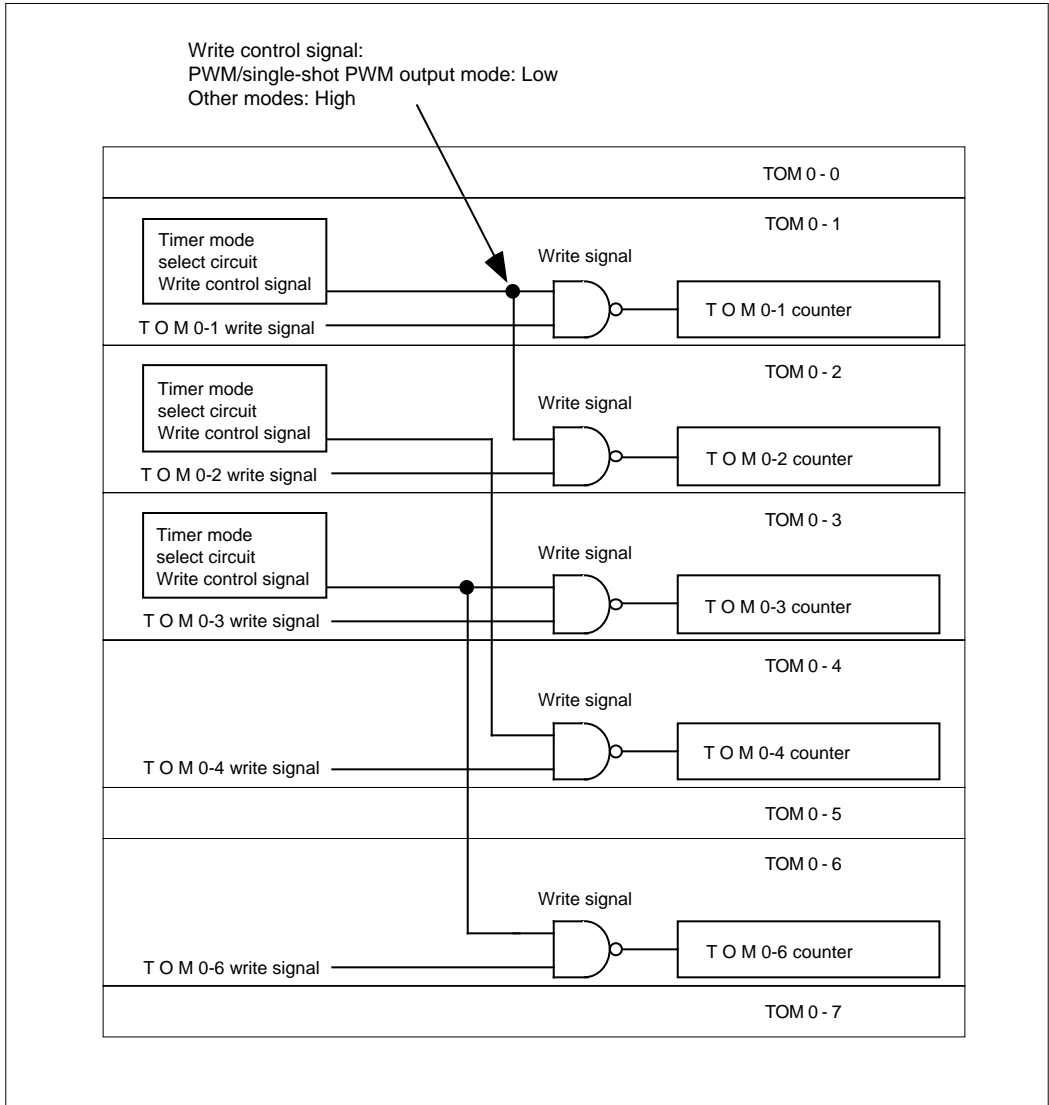 Write control signal:
PWM/single-shot PWM output mode: Low
Other modes: High
TOM 0 - 0
TOM 0 - 1
Timer mode
select circuit
Write control signal
Write signal
T O M 0-1 counter
T O M 0-1 write signal
TOM 0 - 2
Timer mode
select circuit
Write control signal
Write signal
T O M 0-2 counter
T O M 0-2 write signal
TOM 0 - 3
Timer mode
select circuit
Write control signal
Write signal
T O M 0-3 counter
T O M 0-3 write signal
TOM 0 - 4
Write signal
T O M 0-4 counter
T O M 0-4 write signal
TOM 0 - 5
TOM 0 - 6
Write signal
T O M 0-6 counter
T O M 0-6 write signal
TOM 0 - 7